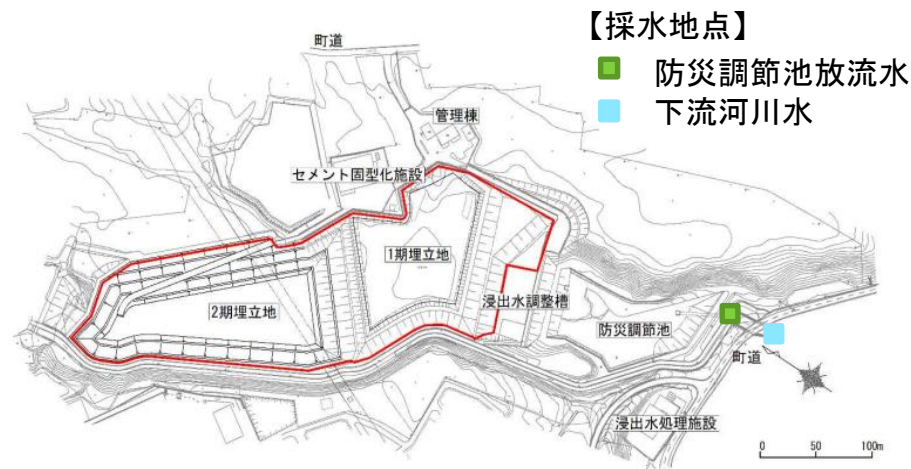 【採水地点】
防災調節池放流水
下流河川水
町道
管理棟
セメント固型化施設
1期埋立地
2期埋立地
浸出水調整槽
防災調節池
町道
浸出水処理施設
0 50 100m